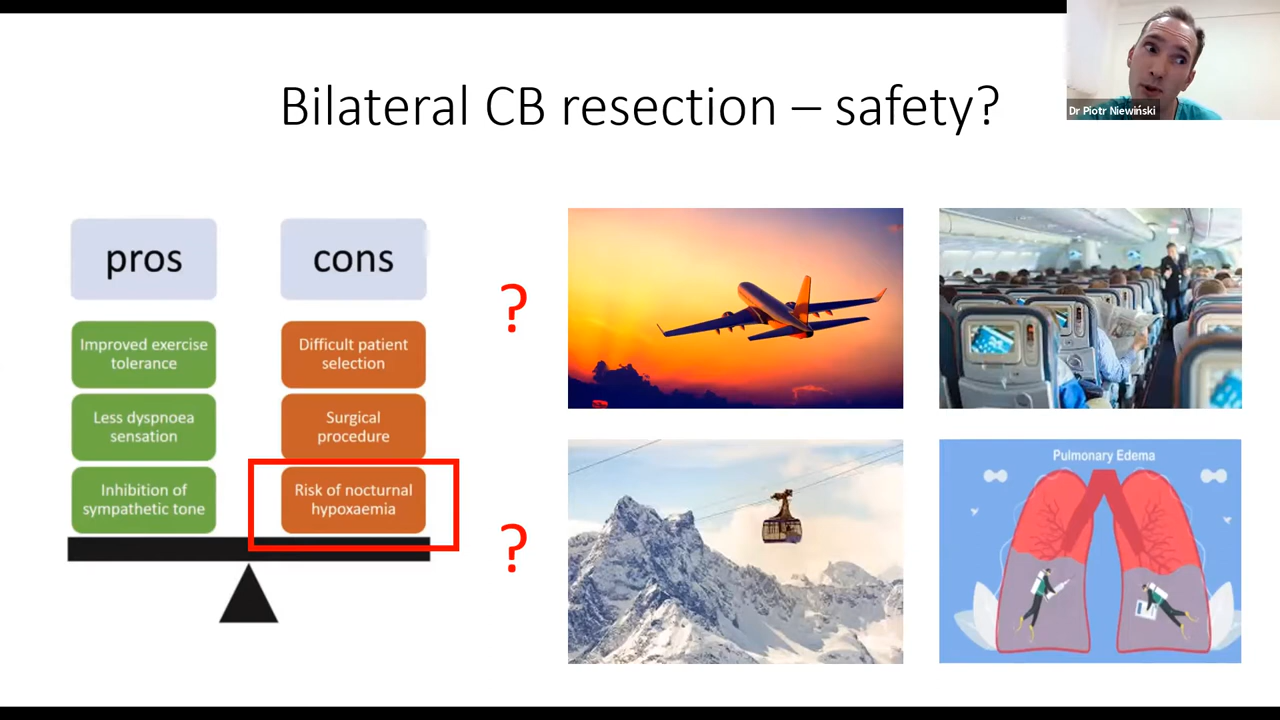 Bilateral CB resection – safety?
Dr Piotr Niewiński
pros
cons
Improved exercise
tolerance
Difficult patient
selection
Less dyspnoea
sensation
Surgical
procedure
Inhibition of
sympathetic tone
Risk of nocturnal
hypoxaemia
?
?
Pulmonary Edema